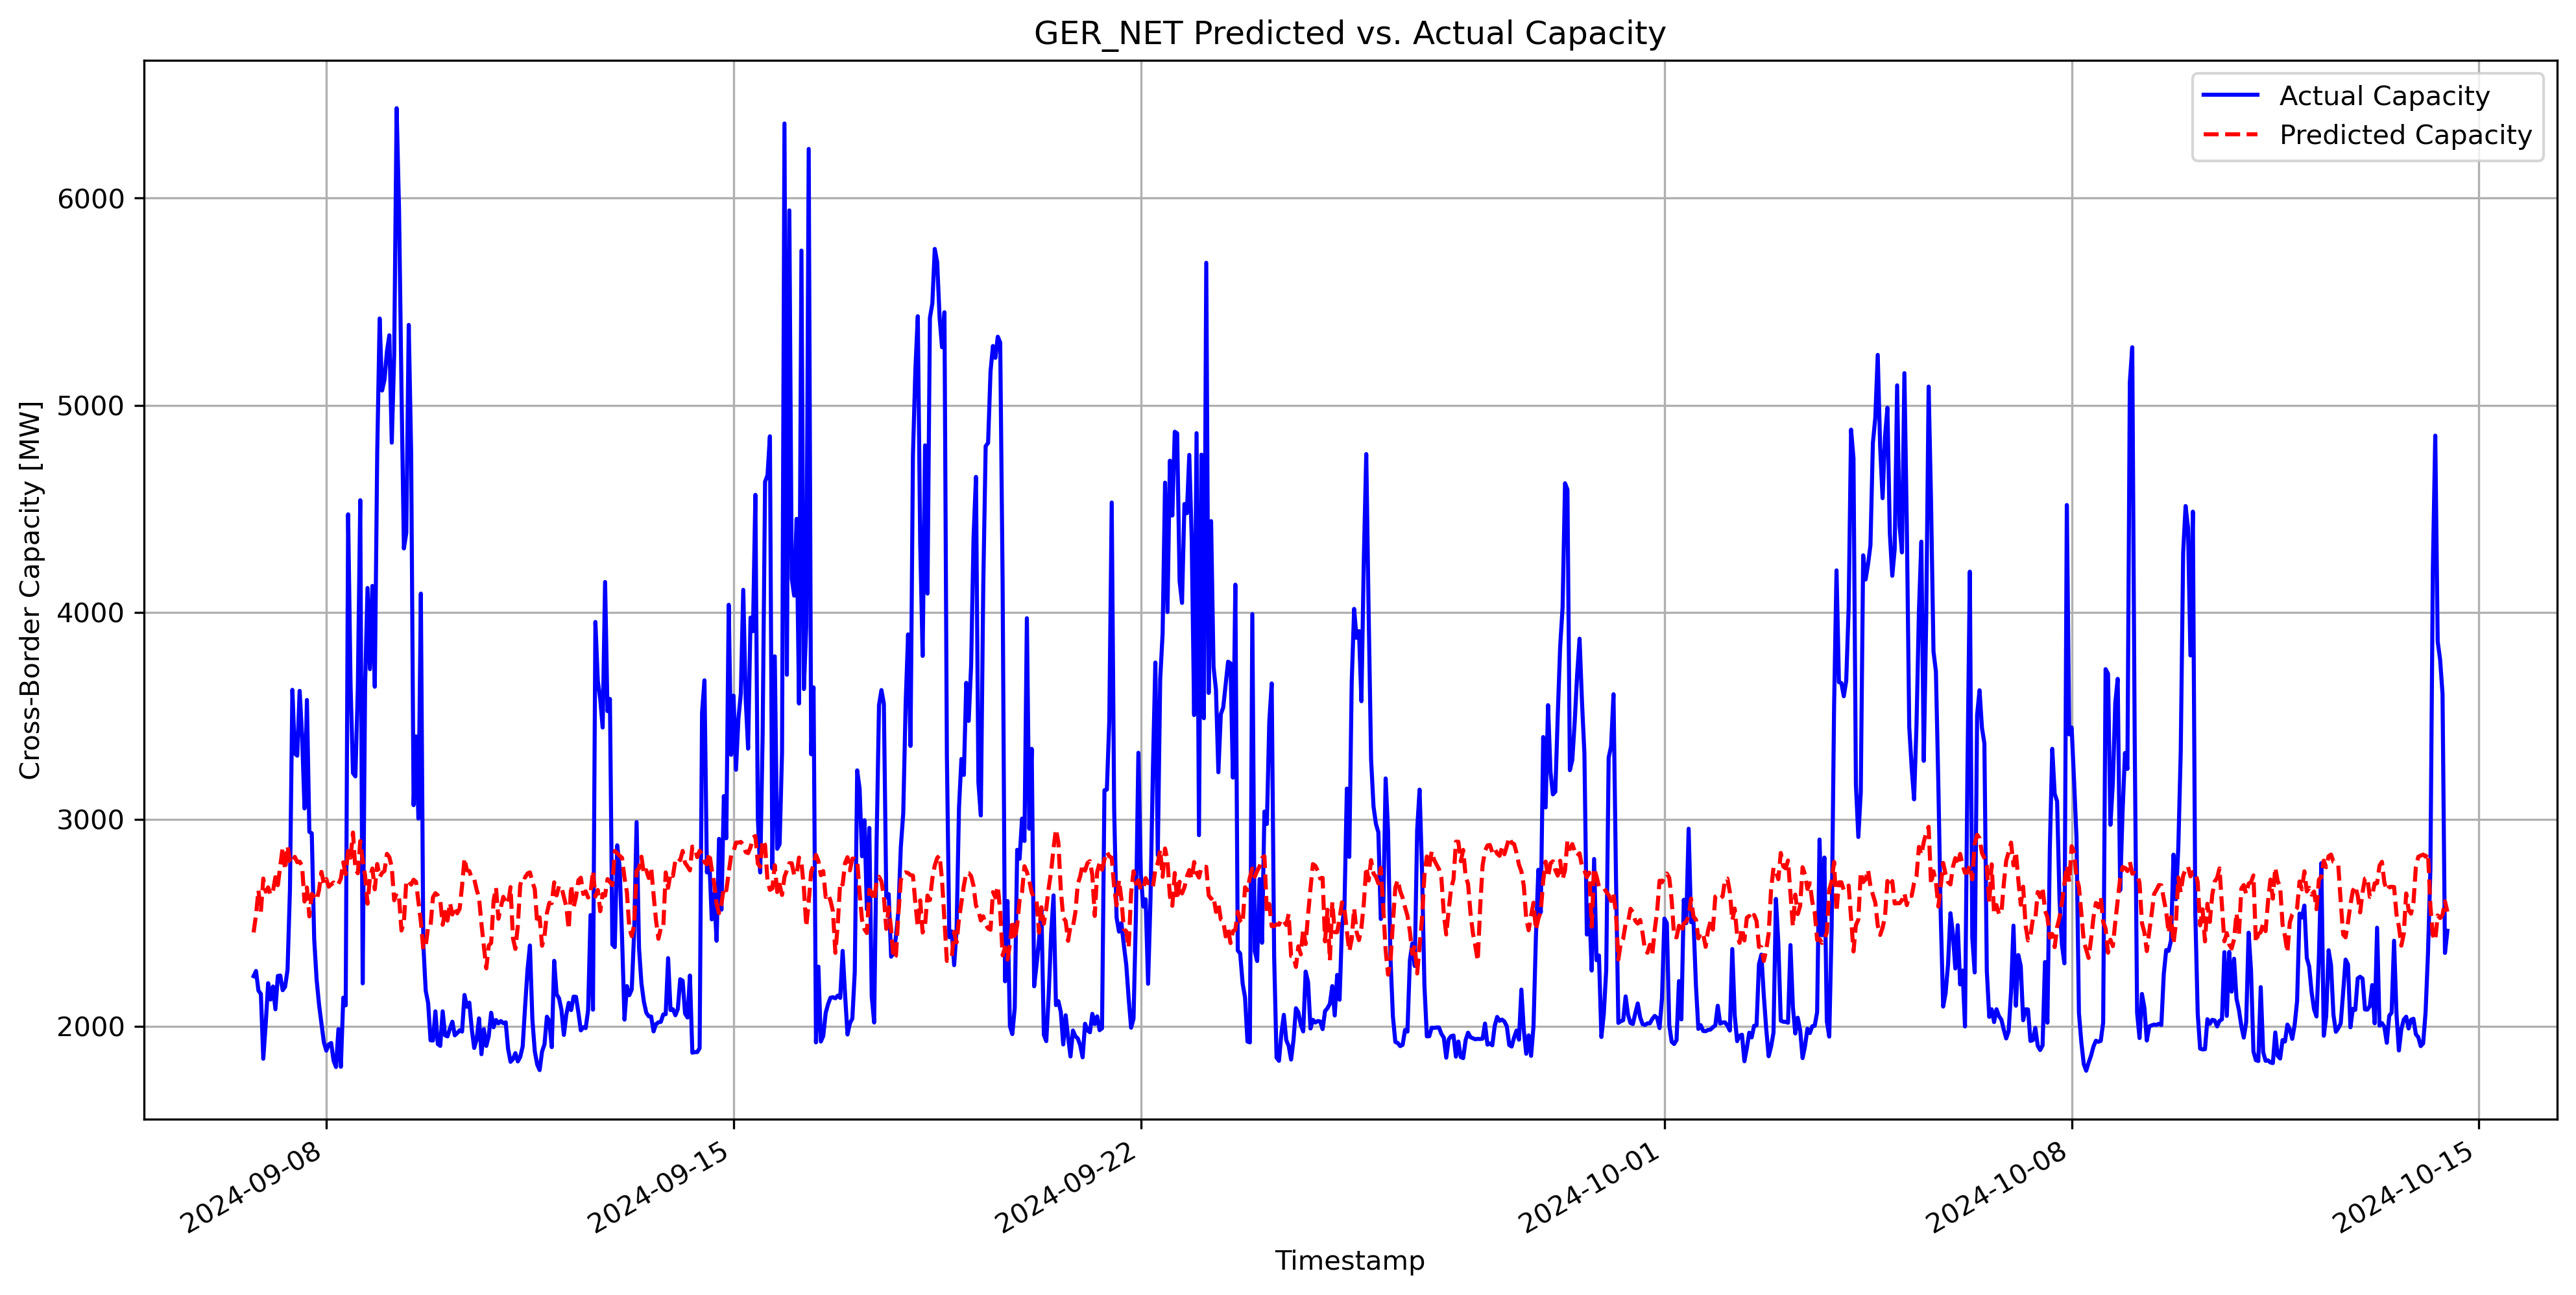 GER_NET Predicted vs. Actual Capacity
Actual Capacity
Predicted Capacity
Cross-Border Capacity [MW]
6000
5000
4000
3000
2000
2024-09-08
2024-09-15
2024-09-22
2024-10-01
2024-10-08
2024-10-15
Timestamp